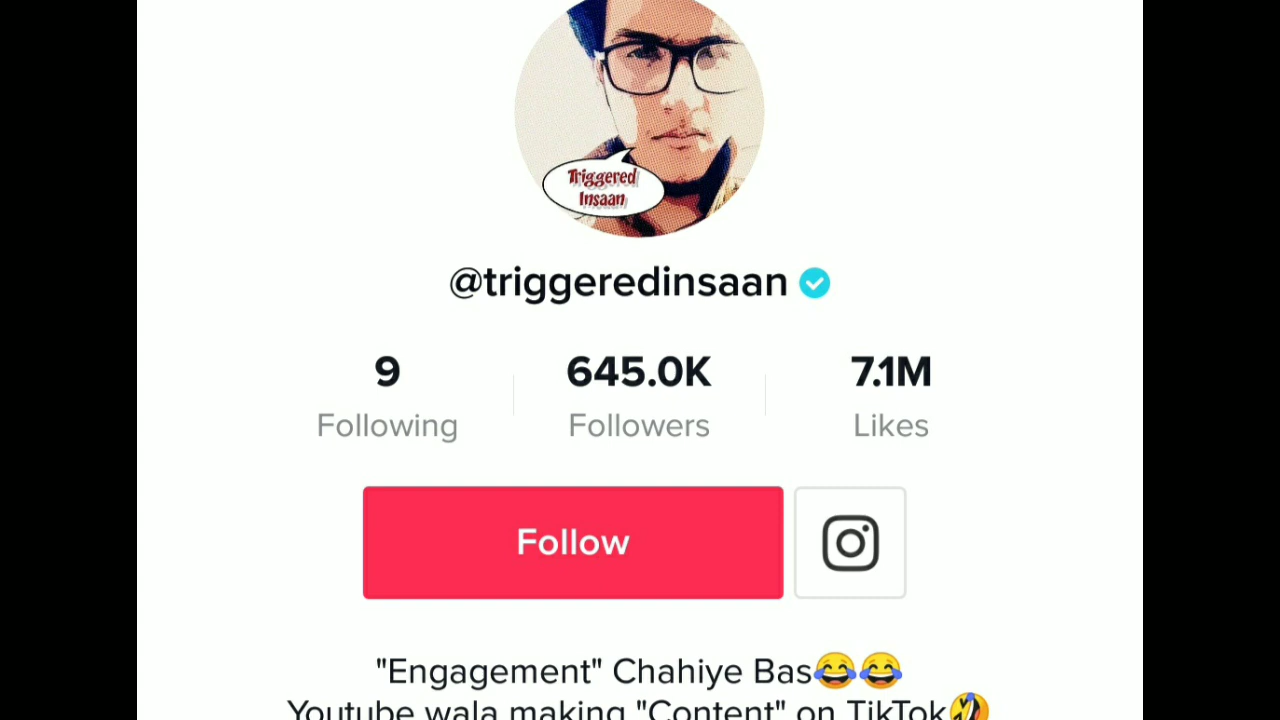 Triggered
Insaan
@triggeredinsaan
9 645.0K 7.1M
Following Followers Likes
Follow
"Engagement" Chahiye Bas😂😂
Youtube wala making "Content" on TikTok🤣